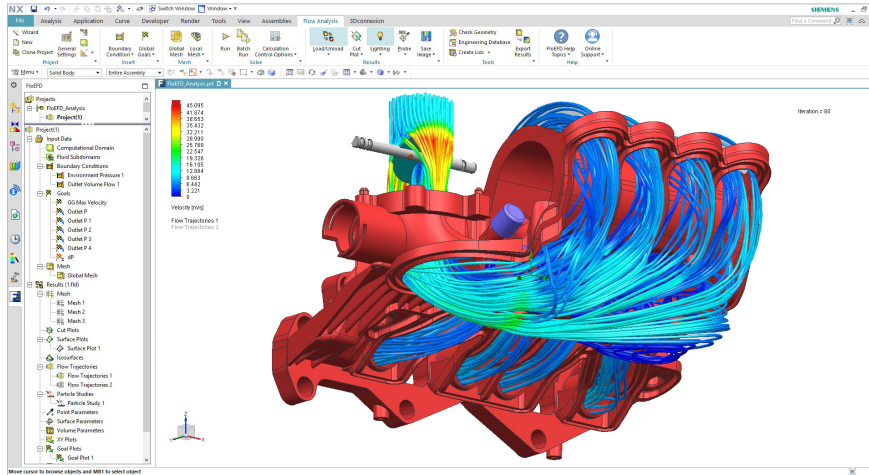 NX
Switch Window Window
SIEMENS
File Analysis Application Curve Developer Render Tools View Assemblies Flow Analysis 3Dconnexion
Find a Command
Wizard
New
Clone Project
General Settings
Project
Boundary Condition
Global Goals
Insert
Global Mesh
Local Mesh
Mesh
Run
Batch Run
Calculation Control Options
Solve
Load/Unload
Cut Plot
Lighting
Probe
Save Image
Results
Check Geometry
Engineering Database
Create Lids
Export Results
Tools
FloEFD Help Topics
Online Support
Help
Menu Solid Body Entire Assembly
FloEFD
FloEFD_Analysis.prt
Projects
FloEFD_Analysis
Project(1)
Project(1)
Input Data
Computational Domain
Fluid Subdomains
Boundary Conditions
Environment Pressure 1
Outlet Volume Flow 1
Goals
GG Max Velocity
Outlet P
Outlet P 1
Outlet P 2
Outlet P 3
Outlet P 4
dP
Mesh
Global Mesh
Results (1.fld)
Mesh
Mesh 1
Mesh 2
Mesh 3
Cut Plots
Surface Plots
Surface Plot 1
Isosurfaces
Flow Trajectories
Flow Trajectories 1
Flow Trajectories 2
Particle Studies
Particle Study 1
Point Parameters
Surface Parameters
Volume Parameters
XY Plots
Goal Plots
Goal Plot 1
45.095
41.874
38.653
35.432
32.211
28.990
25.768
22.547
19.326
16.105
12.884
9.663
6.442
3.221
0
Velocity [m/s]
Flow Trajectories 1
Flow Trajectories 2
Iteration = 80
Z
Y
X
Move cursor to browse objects and MB1 to select object